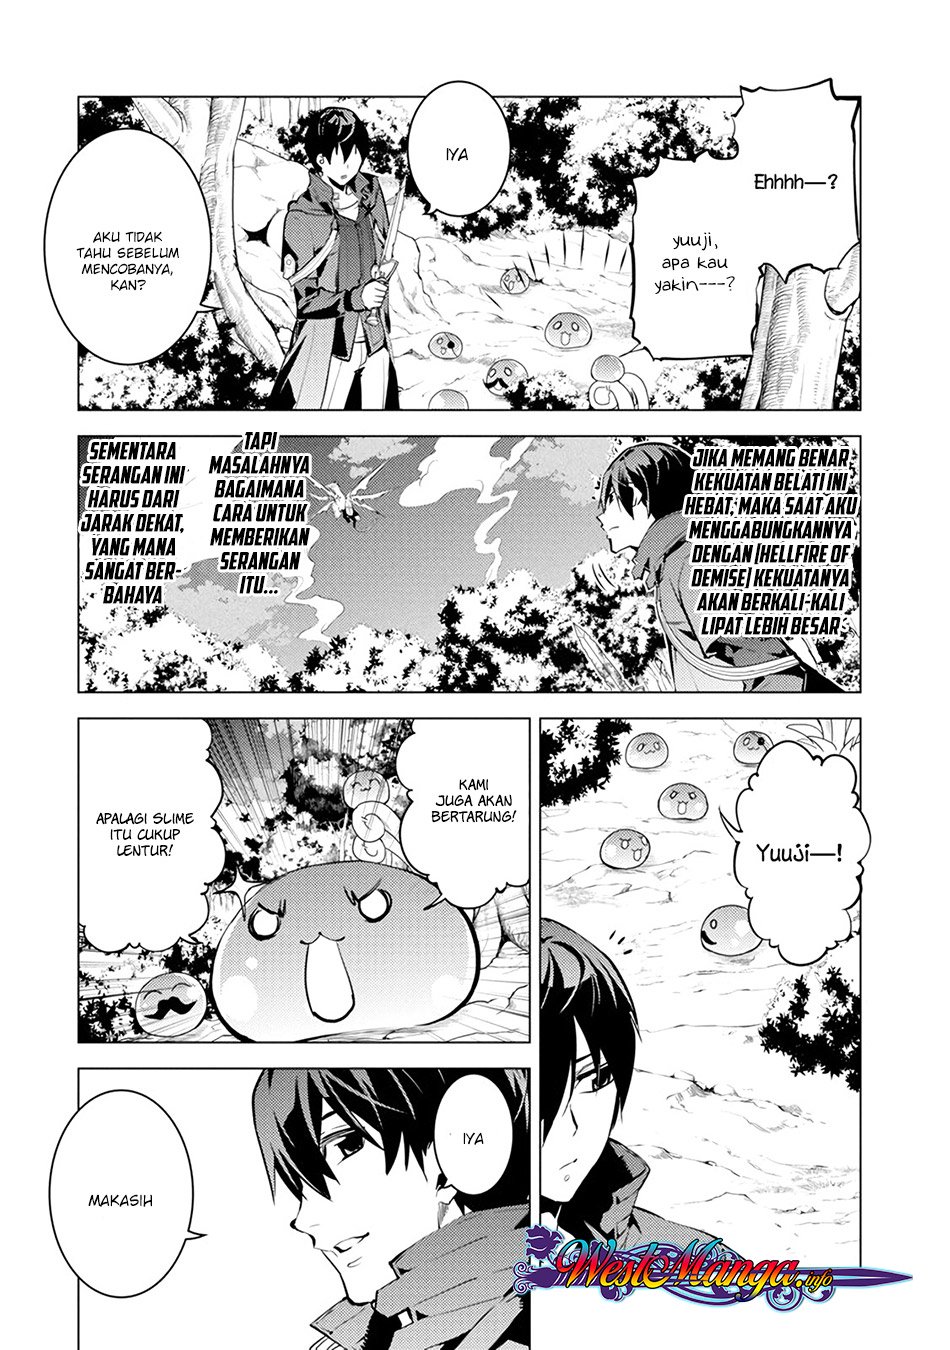 Ehhhh—?
yuuji,
apa kau
yakin---?
IYA
AKU TIDAK
TAHU SEBELUM
MENCOBANYA,
KAN?
JIKA MEMANG BENAR
KEKUATAN BELATI INI
HEBAT, MAKA SAAT AKU
MENGGABUNGKANNYA
DENGAN [HELLFIRE OF
DEMISE] KEKUATANYA
AKAN BERKALI-KALI
LIPAT LEBIH BESAR
TAPI
MASALAHNYA
BAGAIMANA
CARA UNTUK
MEMBERIKAN
SERANGAN
ITU...
SEMENTARA
SERANGAN INI
HARUS DARI
JARAK DEKAT,
YANG MANA
SANGAT BER-
BAHAYA
Yuuji—!
KAMI
JUGA AKAN
BERTARUNG!
APALAGI SLIME
ITU CUKUP
LENTUR!
IYA
MAKASIH
WestManga.info